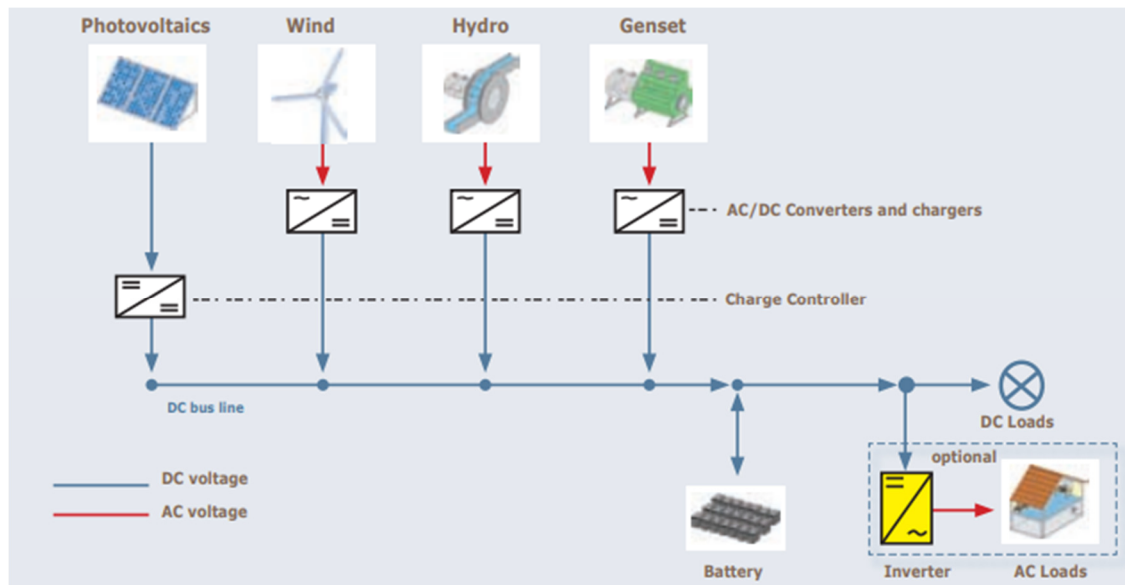 Photovoltaics Wind Hydro Genset
AC/DC Converters and chargers
Charge Controller
DC bus line
DC Loads
optional
DC voltage
AC voltage
Battery Inverter AC Loads